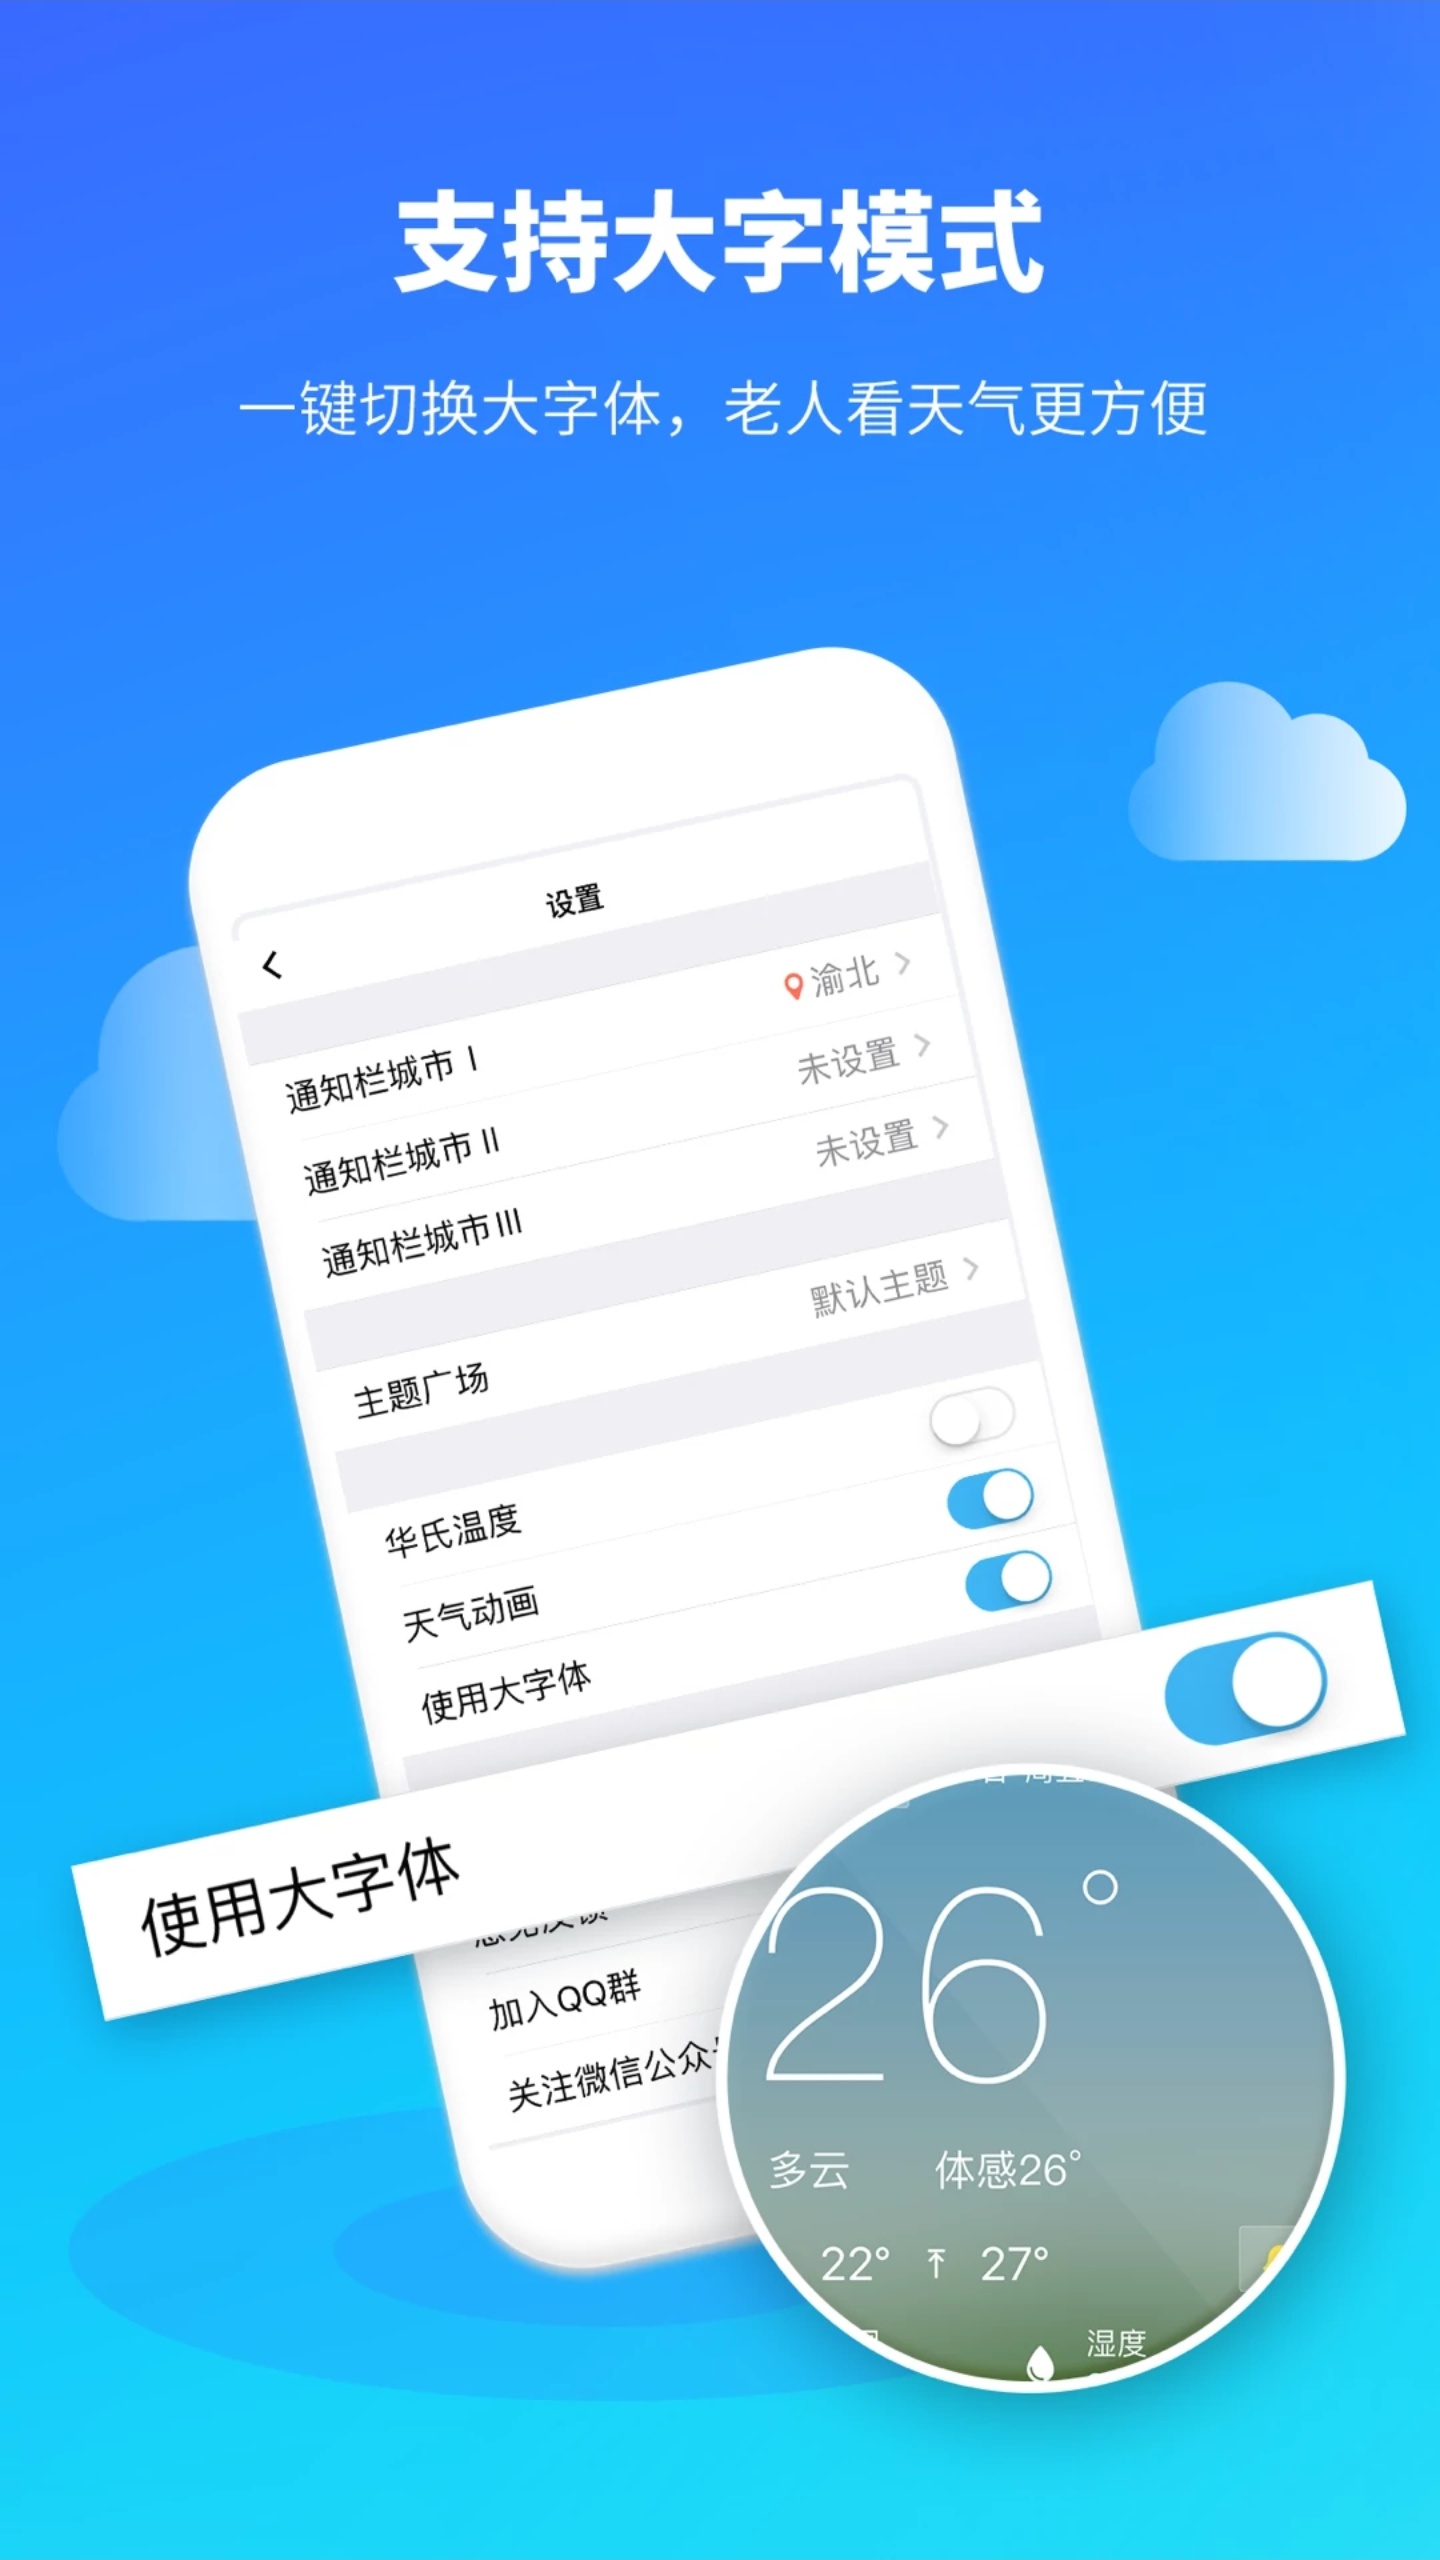 支持大字模式
一键切换大字体，老人看天气更方便
设置
通知栏城市 I 渝北
通知栏城市 II 未设置
通知栏城市 III 未设置
主题广场 默认主题
华氏温度
天气动画
使用大字体
使用大字体
加入QQ群
关注微信公众
26°
多云 体感26°
22° 27°
湿度